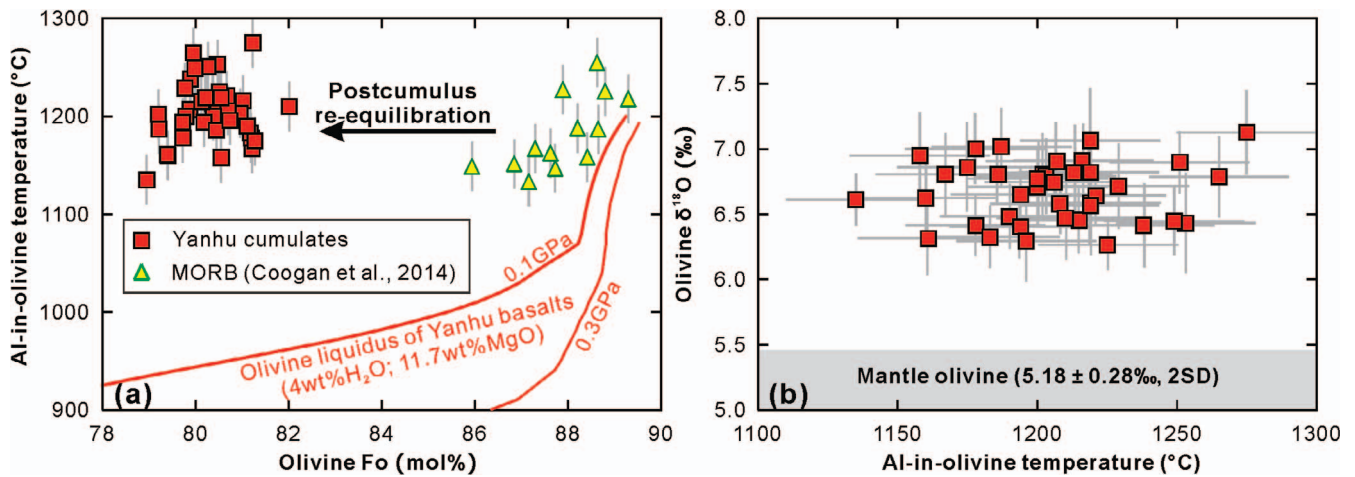 1300
1200
1100
1000
900
Al-in-olivine temperature (°C)
Postcumulus
re-equilibration
Yanhu cumulates
MORB (Coogan et al., 2014)
0.1GPa
0.3GPa
Olivine liquidus of Yanhu basalts
(4wt%H₂O; 11.7wt%MgO)
(a)
78 80 82 84 86 88 90
Olivine Fo (mol%)
8.0
7.5
7.0
6.5
6.0
5.5
5.0
Olivine δ¹⁸O (‰)
Mantle olivine (5.18 ± 0.28‰, 2SD)
(b)
1100 1150 1200 1250 1300
Al-in-olivine temperature (°C)